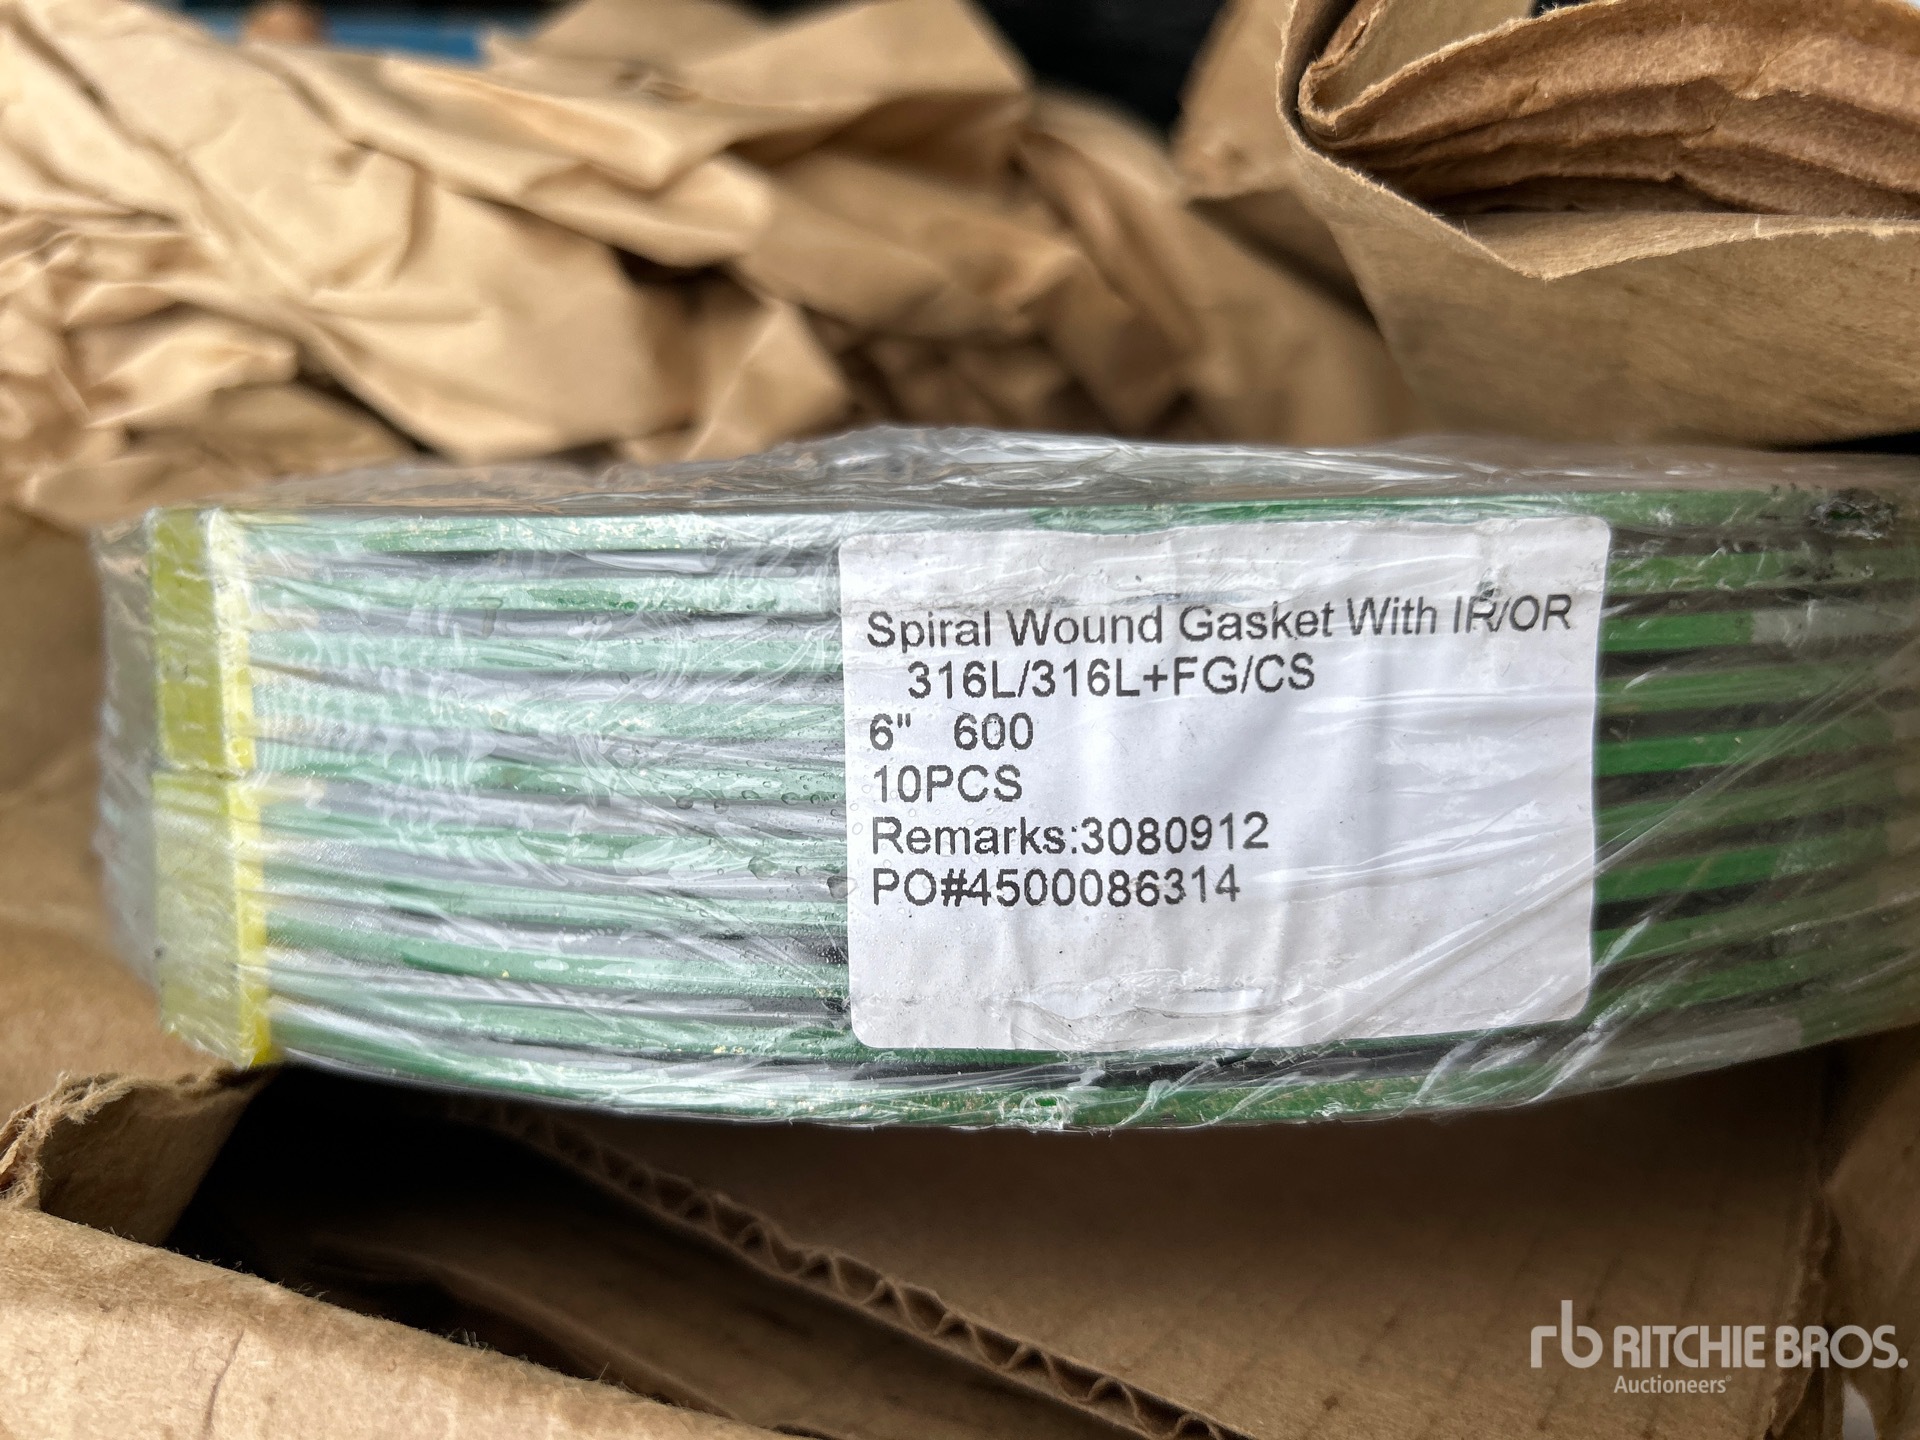 Spiral Wound Gasket With IR/OR
316L/316L+FG/CS
6" 600
10PCS
Remarks:3080912
PO#4500086314
rb RITCHIE BROS.
Auctioneers